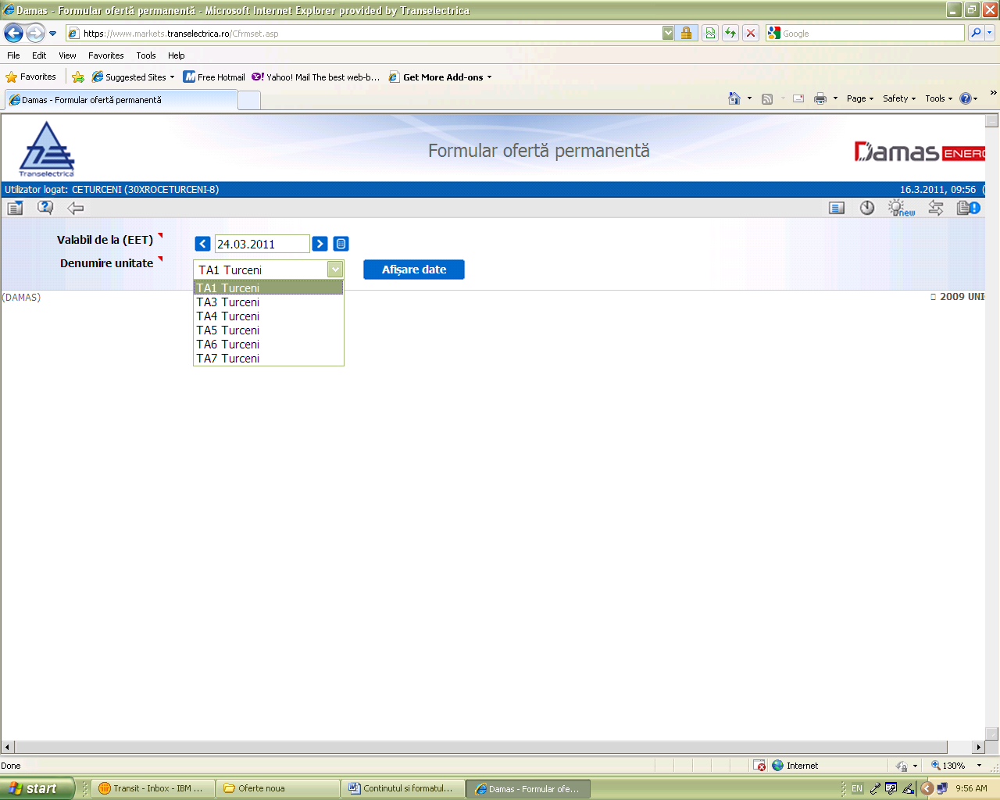 Damas - Formular ofertă permanentă - Microsoft Internet Explorer provided by Transelectrica
https://www.markets.transelectrica.ro/Cfrmset.asp
Google
File Edit View Favorites Tools Help
Favorites Suggested Sites Free Hotmail Yahoo! Mail The best web-b... Get More Add-ons
Damas - Formular ofertă permanentă
Page Safety Tools
Transelectrica
Formular ofertă permanentă
Damas ENERG
Utilizator logat: CETURCENI (30XROCETURCENI-8)
16.3.2011, 09:56 (
new
Valabil de la (EET)
24.03.2011
Denumire unitate
TA1 Turceni
Afișare date
TA1 Turceni
TA3 Turceni
TA4 Turceni
TA5 Turceni
TA6 Turceni
TA7 Turceni
(DAMAS)
2009 UNI
Done
Internet
130%
start
Transit - Inbox - IBM ...
Oferte noua
Continutul si formatul...
Damas - Formular ofe...
EN
9:56 AM